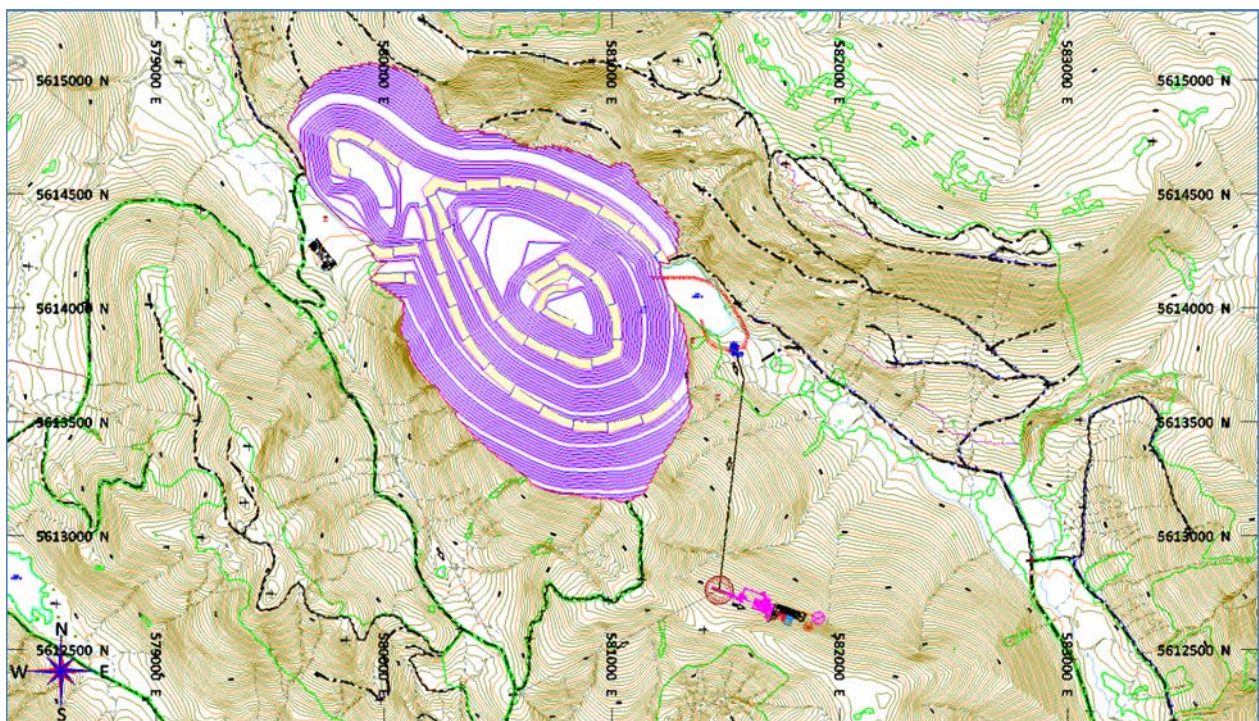 579000 E
580000 E
581000 E
582000 E
583000 E
5615000 N
5615000 N
5614500 N
5614500 N
5614000 N
5614000 N
5613500 N
5613500 N
5613000 N
5613000 N
5612500 N
5612500 N
579000 E
580000 E
581000 E
582000 E
583000 E
N
W
E
S